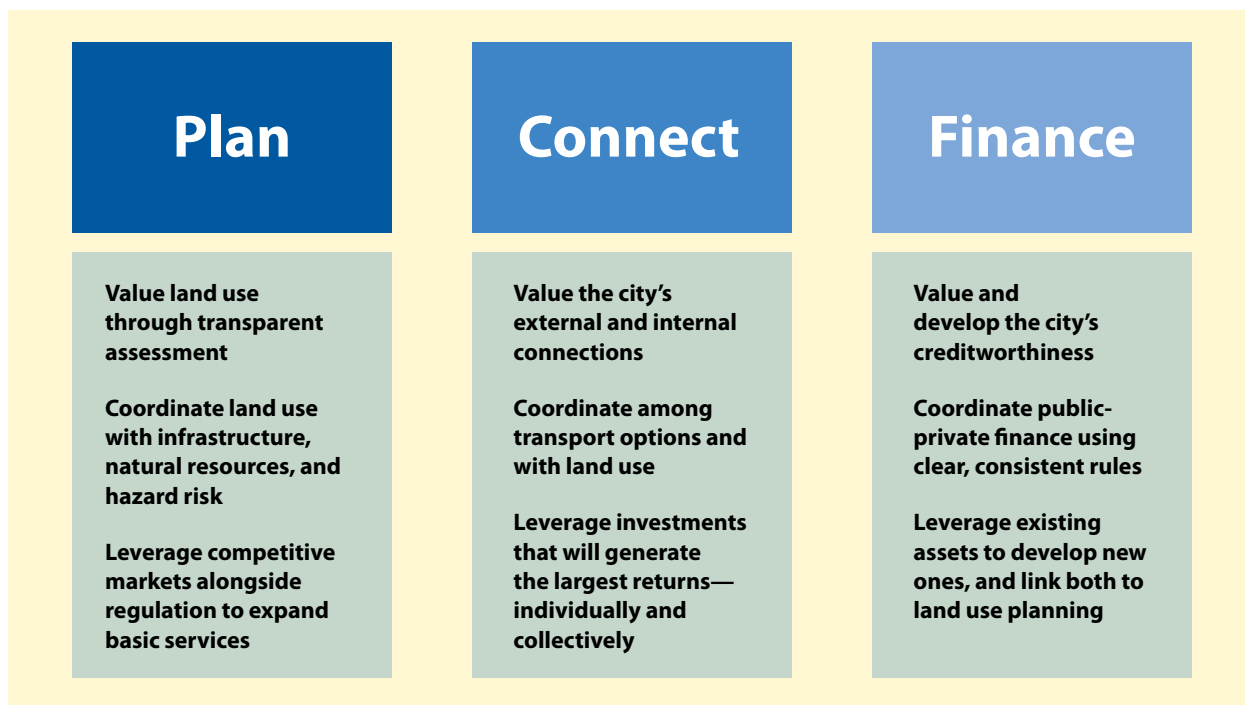 Plan
Value land use
through transparent
assessment
Coordinate land use
with infrastructure,
natural resources, and
hazard risk
Leverage competitive
markets alongside
regulation to expand
basic services
Connect
Value the city’s
external and internal
connections
Coordinate among
transport options and
with land use
Leverage investments
that will generate
the largest returns—
individually and
collectively
Finance
Value and
develop the city’s
creditworthiness
Coordinate public-
private finance using
clear, consistent rules
Leverage existing
assets to develop new
ones, and link both to
land use planning